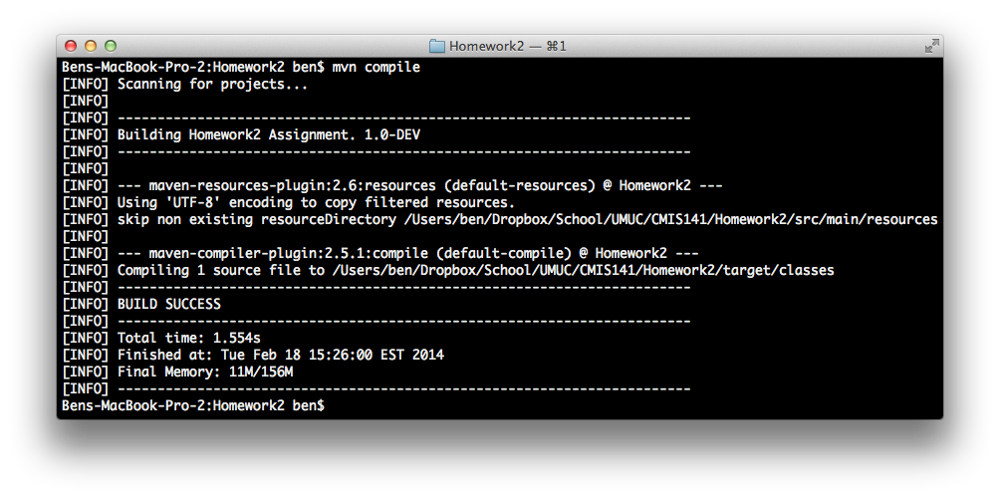 Homework2 — ⌘1
Bens-MacBook-Pro-2:Homework2 ben$ mvn compile
[INFO] Scanning for projects...
[INFO]
[INFO] ------------------------------------------------------------------------
[INFO] Building Homework2 Assignment. 1.0-DEV
[INFO] ------------------------------------------------------------------------
[INFO]
[INFO] --- maven-resources-plugin:2.6:resources (default-resources) @ Homework2 ---
[INFO] Using 'UTF-8' encoding to copy filtered resources.
[INFO] skip non existing resourceDirectory /Users/ben/Dropbox/School/UMUC/CMIS141/Homework2/src/main/resources
[INFO]
[INFO] --- maven-compiler-plugin:2.5.1:compile (default-compile) @ Homework2 ---
[INFO] Compiling 1 source file to /Users/ben/Dropbox/School/UMUC/CMIS141/Homework2/target/classes
[INFO] ------------------------------------------------------------------------
[INFO] BUILD SUCCESS
[INFO] ------------------------------------------------------------------------
[INFO] Total time: 1.554s
[INFO] Finished at: Tue Feb 18 15:26:00 EST 2014
[INFO] Final Memory: 11M/156M
[INFO] ------------------------------------------------------------------------
Bens-MacBook-Pro-2:Homework2 ben$